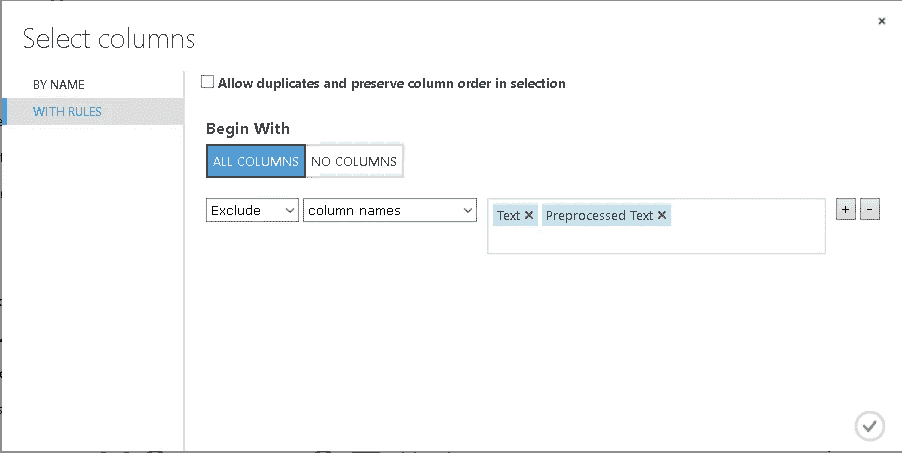 Select columns
BY NAME
WITH RULES
Allow duplicates and preserve column order in selection
Begin With
ALL COLUMNS NO COLUMNS
Exclude column names Text × Preprocessed Text × + -